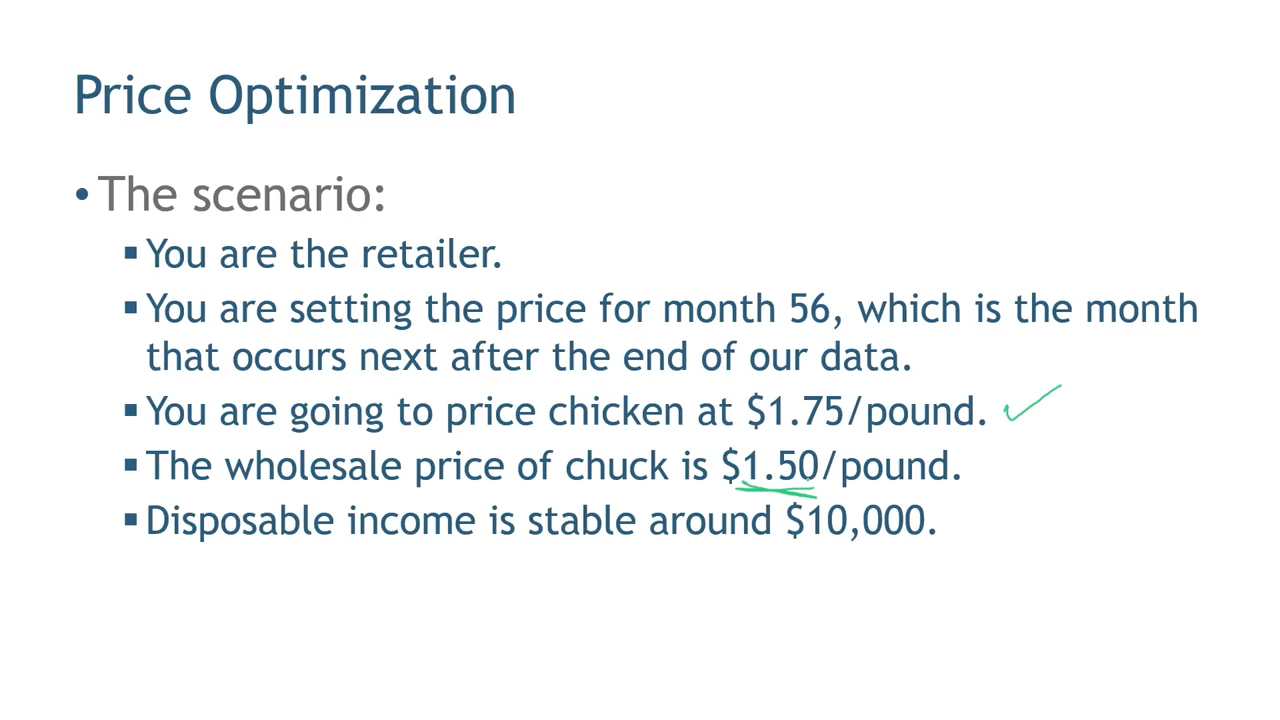 Price Optimization
• The scenario:
▪ You are the retailer.
▪ You are setting the price for month 56, which is the month
that occurs next after the end of our data.
▪ You are going to price chicken at $1.75/pound.
▪ The wholesale price of chuck is $1.50/pound.
▪ Disposable income is stable around $10,000.